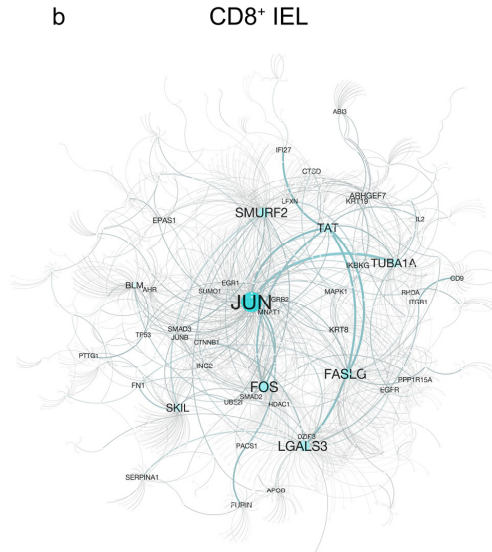 b CD8⁺ IEL
ABI3
IFI27
CTSD
ARHGEF7
KRT19
LFXN
SMURF2
IL2
EPAS1
TAT
IKBKG
TUBA1A
CD9
EGR1
BLM
AHR
SUMO1
JUN
GRB2
MAPK1
RHOA
ITGB1
MNAT1
TP53
SMAD3
JUNB
CTNNB1
KRT8
PTTG1
ING2
FASLG
FN1
FOS
PPP1R15A
EGFR
SMAD2
UBE2I
HDAC1
SKIL
DZIP3
LGALS3
PACS1
SERPINA1
APOB
FURIN